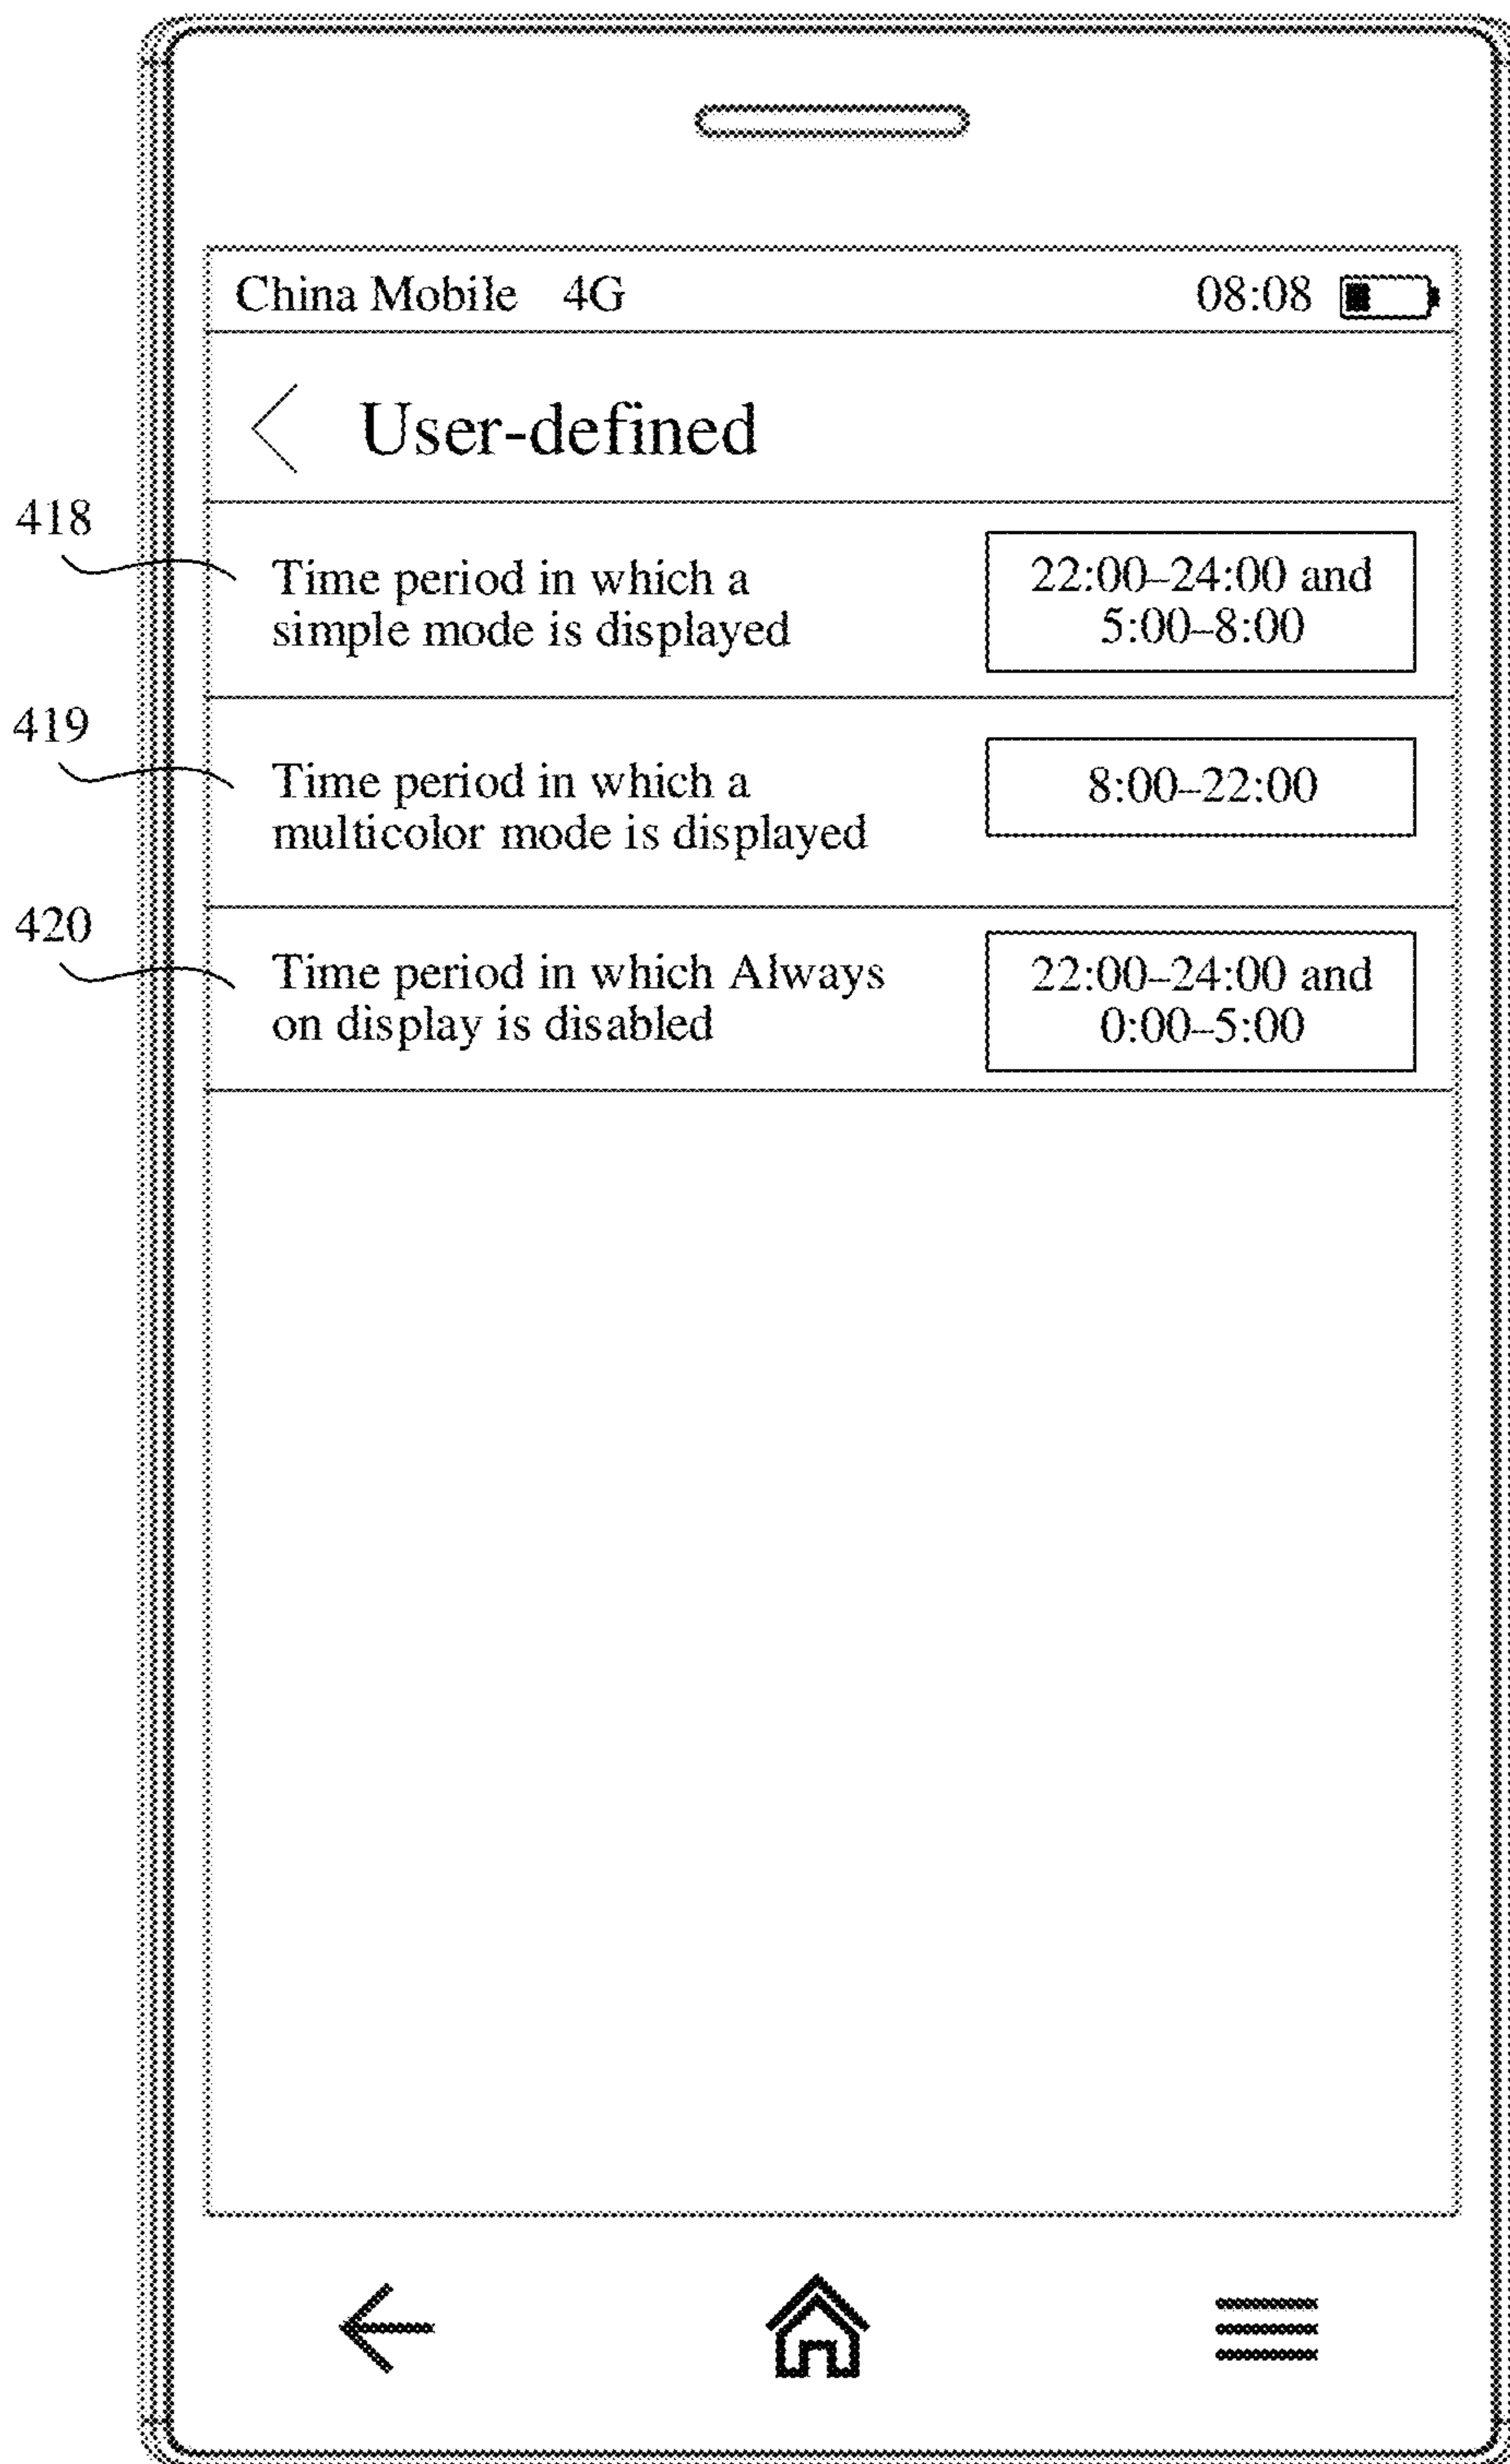 China Mobile 4G 08:08
User-defined
418
Time period in which a
simple mode is displayed
22:00–24:00 and
5:00–8:00
419
Time period in which a
multicolor mode is displayed
8:00–22:00
420
Time period in which Always
on display is disabled
22:00–24:00 and
0:00–5:00